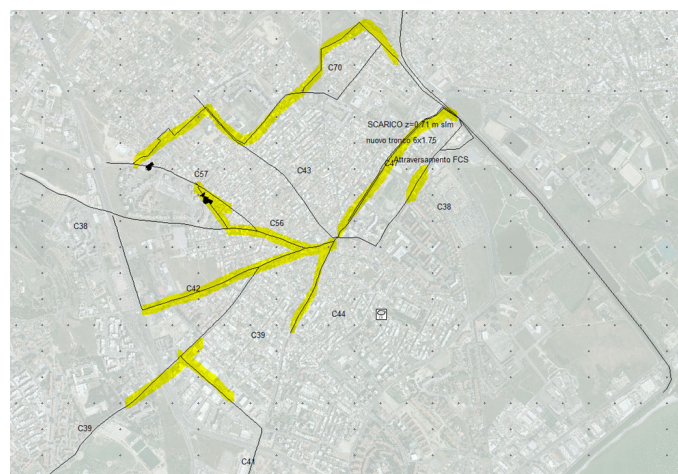 C70
SCARICO z=0.71 m slm
nuovo tronco 6x1.75
Attraversamento FCS
C43
C57
C38
C56
C38
C42
C44
C39
C39
C41